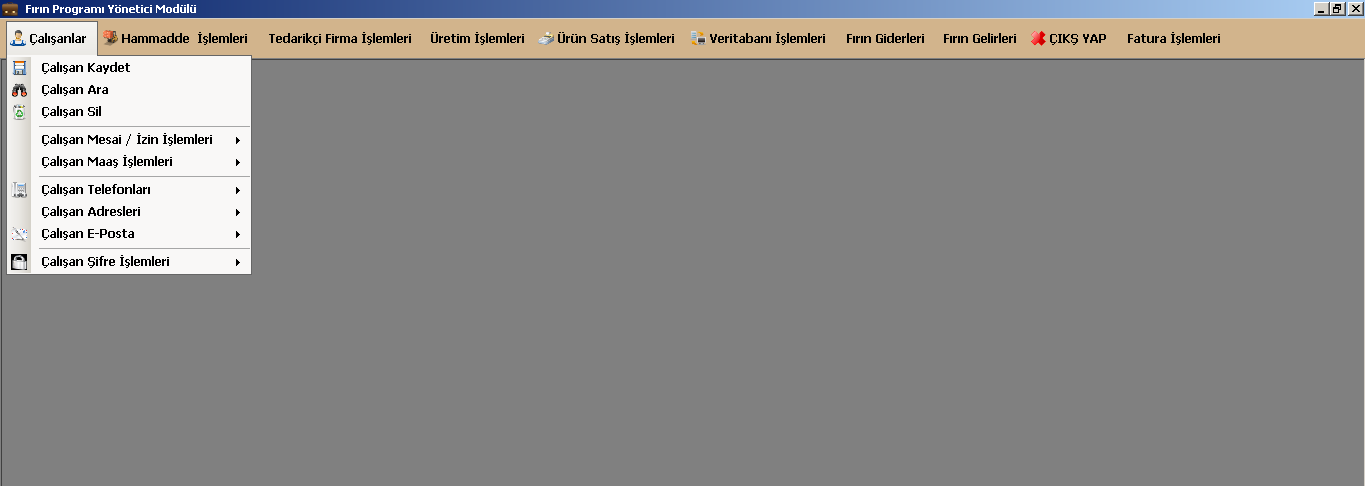 Fırın Programı Yönetici Modülü
Çalışanlar Hammadde İşlemleri Tedarikçi Firma İşlemleri Üretim İşlemleri Ürün Satış İşlemleri Veritabanı İşlemleri Fırın Giderleri Fırın Gelirleri ÇIKŞ YAP Fatura İşlemleri
Çalışan Kaydet
Çalışan Ara
Çalışan Sil
Çalışan Mesai / İzin İşlemleri
Çalışan Maaş İşlemleri
Çalışan Telefonları
Çalışan Adresleri
Çalışan E-Posta
Çalışan Şifre İşlemleri